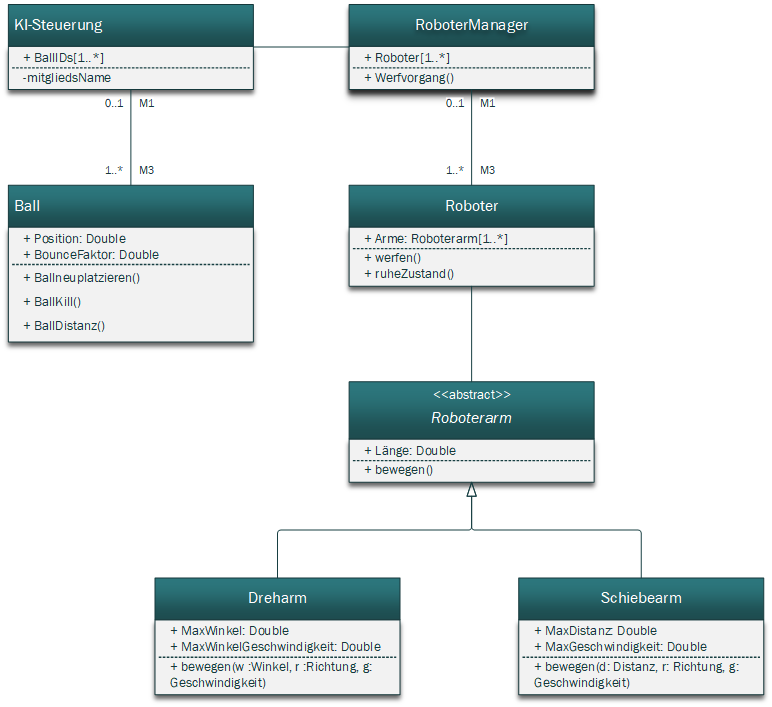 KI-Steuerung
+ BallIDs[1..*]
-mitgliedsName
RoboterManager
+ Roboter[1..*]
+ Werfvorgang()
0..1 M1
1..* M3
0..1 M1
1..* M3
Ball
+ Position: Double
+ BounceFaktor: Double
+ Ballneuplatzieren()
+ BallKill()
+ BallDistanz()
Roboter
+ Arme: Roboterarm[1..*]
+ werfen()
+ ruheZustand()
<<abstract>>
Roboterarm
+ Länge: Double
+ bewegen()
Dreharm
+ MaxWinkel: Double
+ MaxWinkelGeschwindigkeit: Double
+ bewegen(w :Winkel, r :Richtung, g:
Geschwindigkeit)
Schiebearm
+ MaxDistanz: Double
+ MaxGeschwindigkeit: Double
+ bewegen(d: Distanz, r: Richtung, g:
Geschwindigkeit)